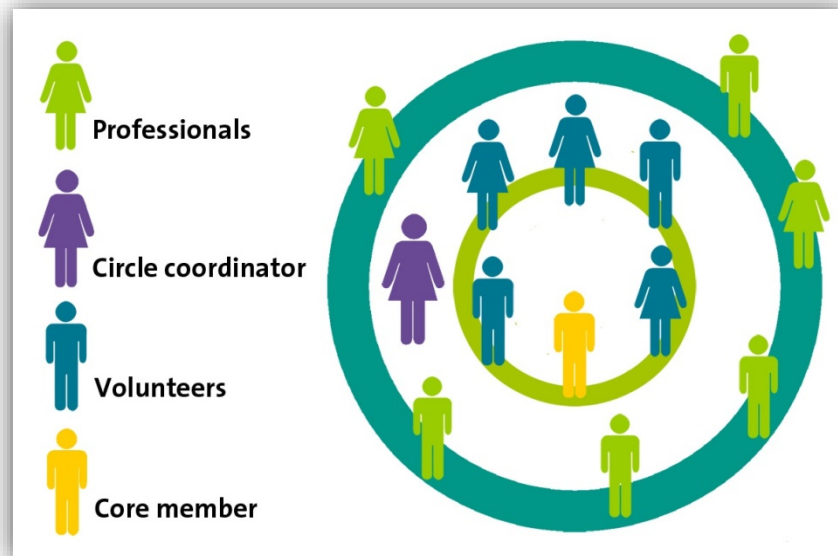 Professionals
Circle coordinator
Volunteers
Core member